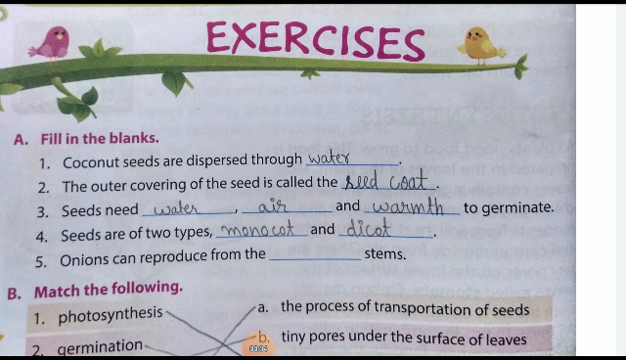 EXERCISES
A. Fill in the blanks.
1. Coconut seeds are dispersed through water.
2. The outer covering of the seed is called the seed coat.
3. Seeds need water, air and warmth to germinate.
4. Seeds are of two types, monocot and dicot.
5. Onions can reproduce from the ____________ stems.
B. Match the following.
1. photosynthesis
a. the process of transportation of seeds
2. germination
b. tiny pores under the surface of leaves